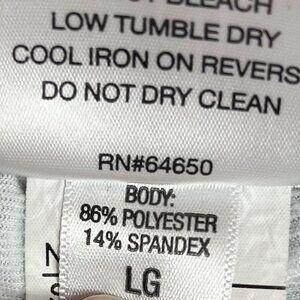 BLEACH
LOW TUMBLE DRY
COOL IRON ON REVERS
DO NOT DRY CLEAN
RN#64650
BODY:
86% POLYESTER
14% SPANDEX
LG